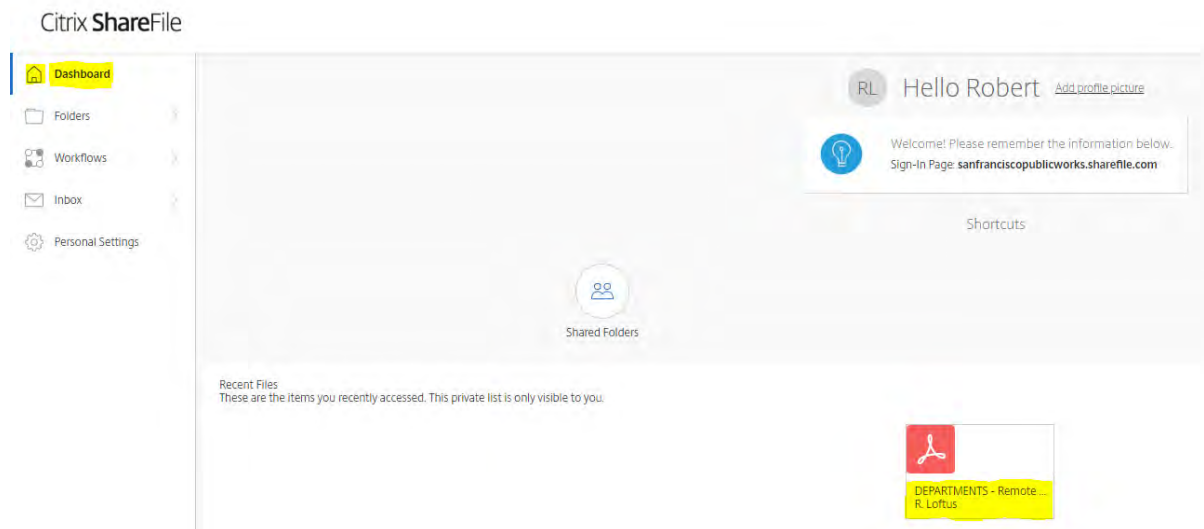 Citrix ShareFile
Dashboard
Folders
Workflows
Inbox
Personal Settings
RL
Hello Robert
Add profile picture
Welcome! Please remember the information below.
Sign-In Page: sanfranciscopublicworks.sharefile.com
Shortcuts
Shared Folders
Recent Files
These are the items you recently accessed. This private list is only visible to you.
DEPARTMENTS - Remote ...
R. Loftus